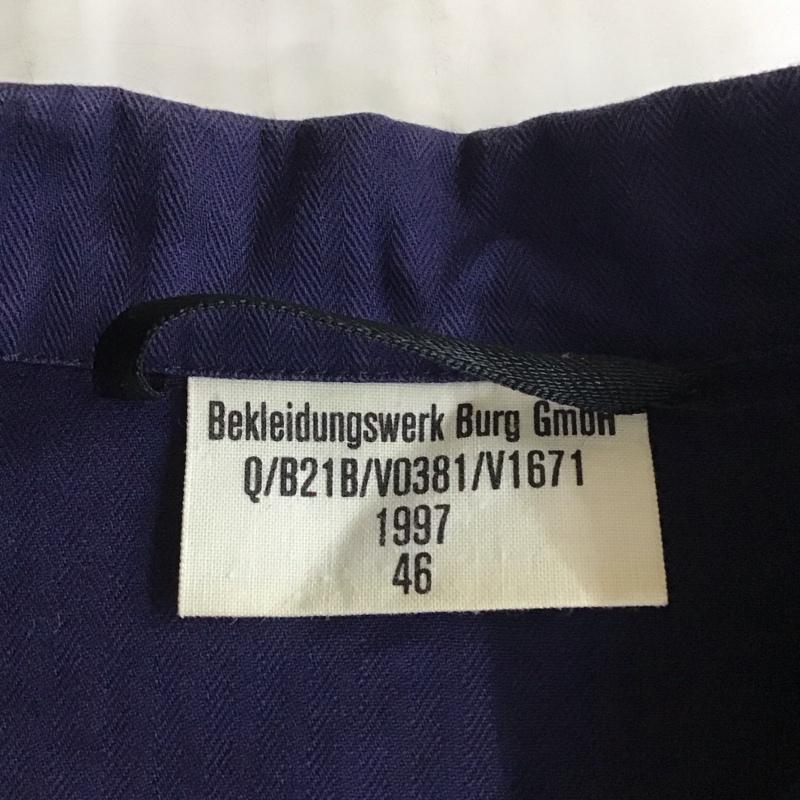 Bekleidungswerk Burg GmbH
Q/B21B/V0381/V1671
1997
46